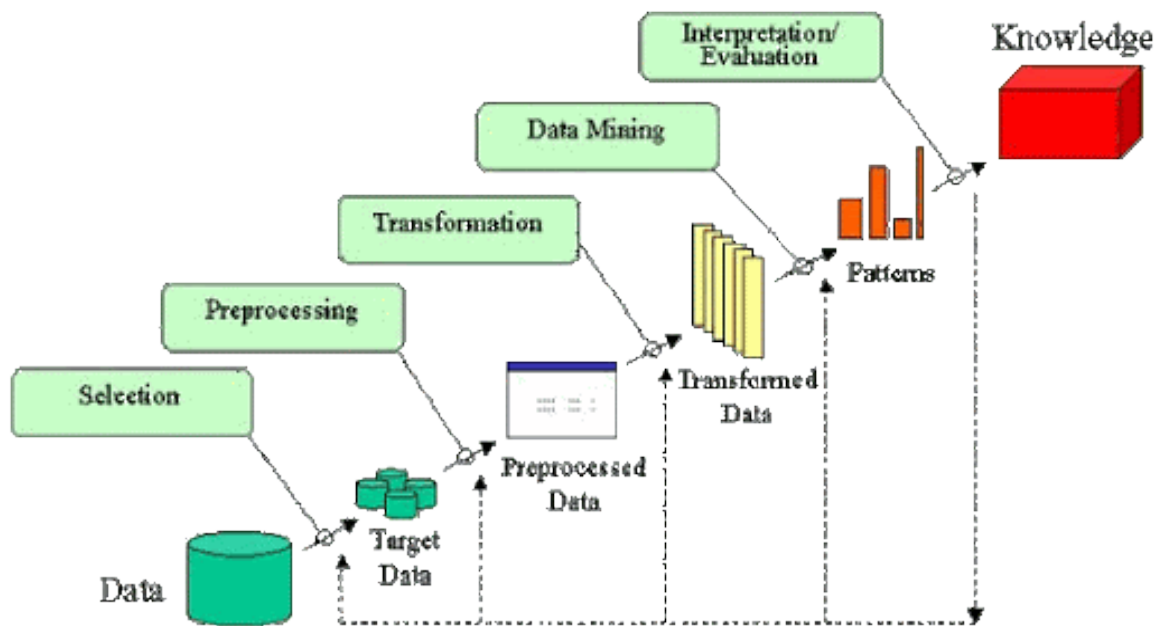 Interpretation/
Evaluation
Knowledge
Data Mining
Transformation
Patterns
Preprocessing
Transformed
Data
Selection
Preprocessed
Data
Target
Data
Data